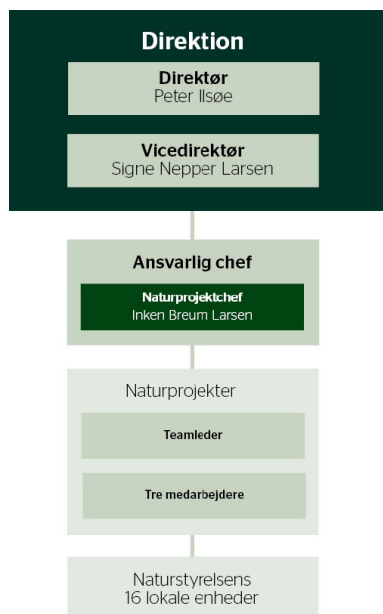 Direktion
Direktør
Peter Ilsøe
Vicedirektør
Signe Nepper Larsen
Ansvarlig chef
Naturprojektchef
Inken Breum Larsen
Naturprojekter
Teamleder
Tre medarbejdere
Naturstyrelsens
16 lokale enheder